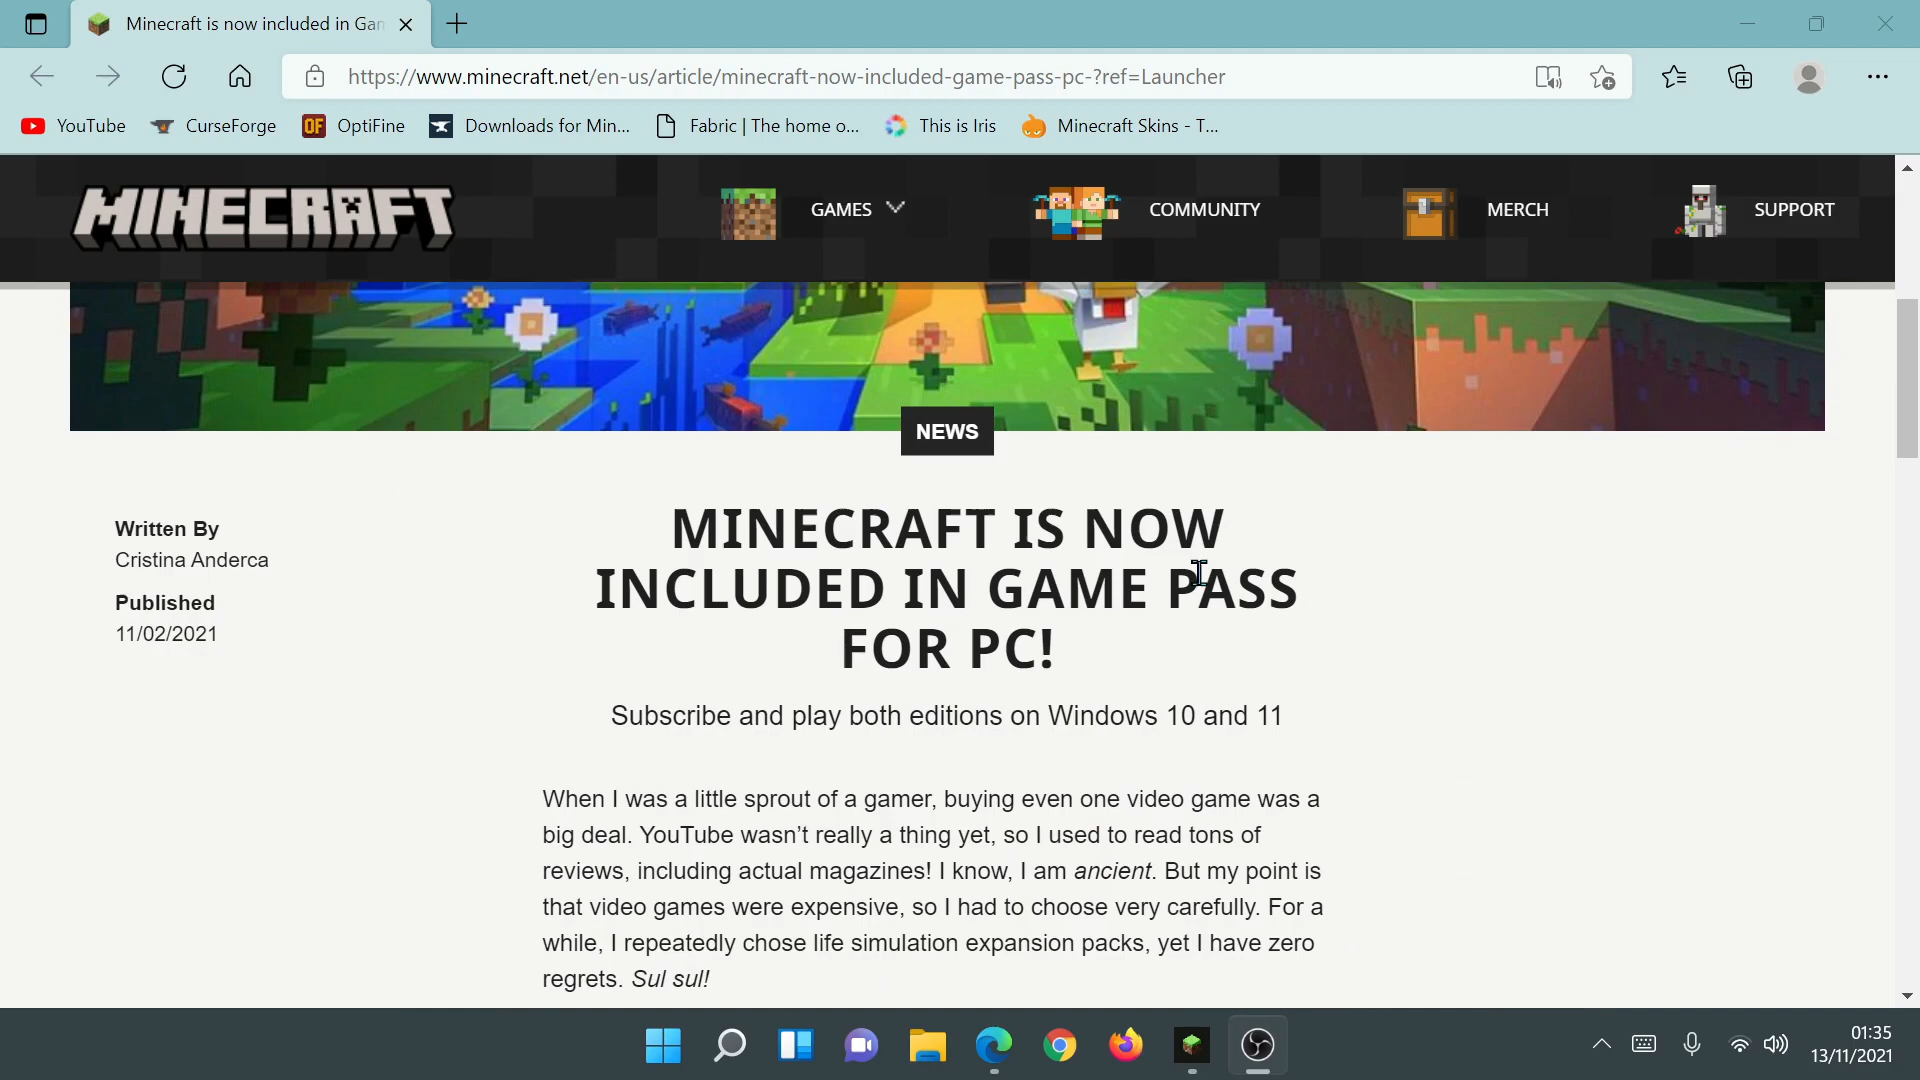 Minecraft is now included in Gan
https://www.minecraft.net/en-us/article/minecraft-now-included-game-pass-pc-?ref=Launcher
YouTube
CurseForge
OF OptiFine
Downloads for Min...
Fabric | The home o...
This is Iris
Minecraft Skins - T...
MINECRAFT
GAMES
COMMUNITY
MERCH
SUPPORT
NEWS
Written By
Cristina Anderca
Published
11/02/2021
MINECRAFT IS NOW
INCLUDED IN GAME PASS
FOR PC!
Subscribe and play both editions on Windows 10 and 11
When I was a little sprout of a gamer, buying even one video game was a
big deal. YouTube wasn’t really a thing yet, so I used to read tons of
reviews, including actual magazines! I know, I am ancient. But my point is
that video games were expensive, so I had to choose very carefully. For a
while, I repeatedly chose life simulation expansion packs, yet I have zero
regrets. Sul sul!
01:35
13/11/2021